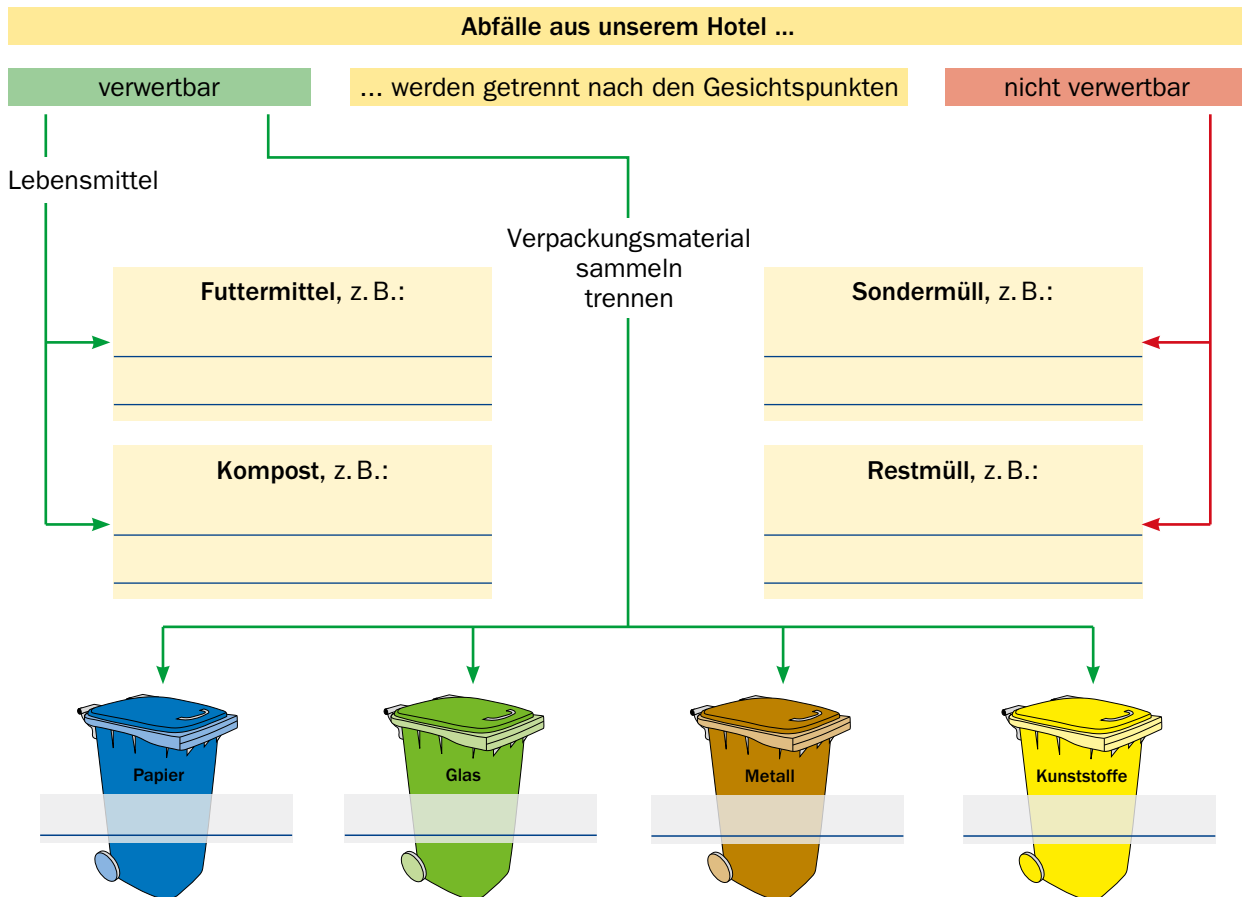 Abfälle aus unserem Hotel ...
verwertbar
... werden getrennt nach den Gesichtspunkten
nicht verwertbar
Lebensmittel
Verpackungsmaterial
sammeln
trennen
Futtermittel, z. B.:
Sondermüll, z. B.:
Kompost, z. B.:
Restmüll, z. B.:
Papier
Glas
Metall
Kunststoffe